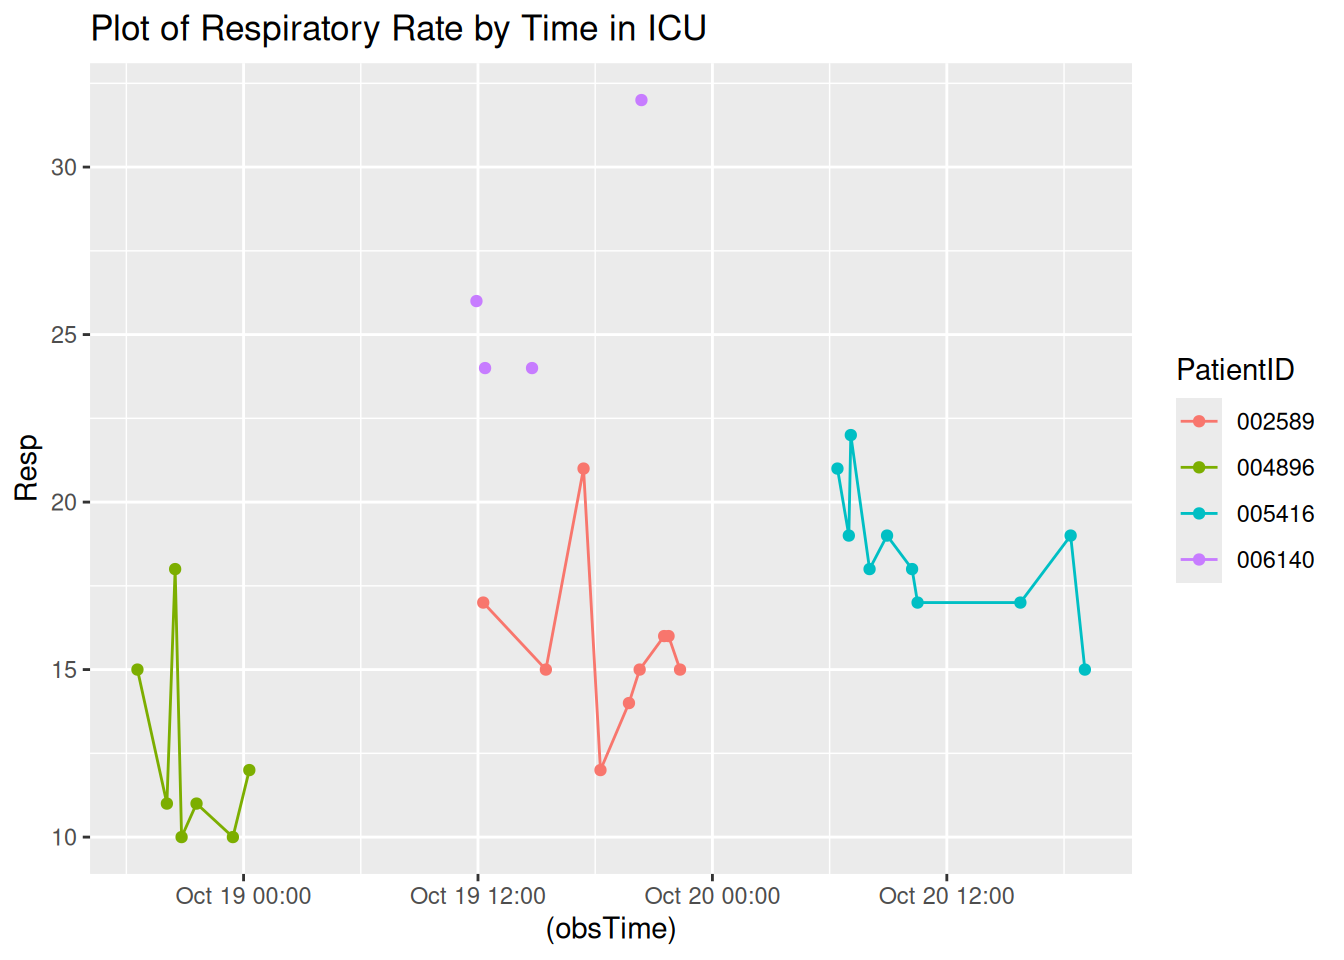 Plot of Respiratory Rate by Time in ICU
Resp
30
25
20
15
10
Oct 19 00:00
Oct 19 12:00
Oct 20 00:00
Oct 20 12:00
(obsTime)
PatientID
002589
004896
005416
006140